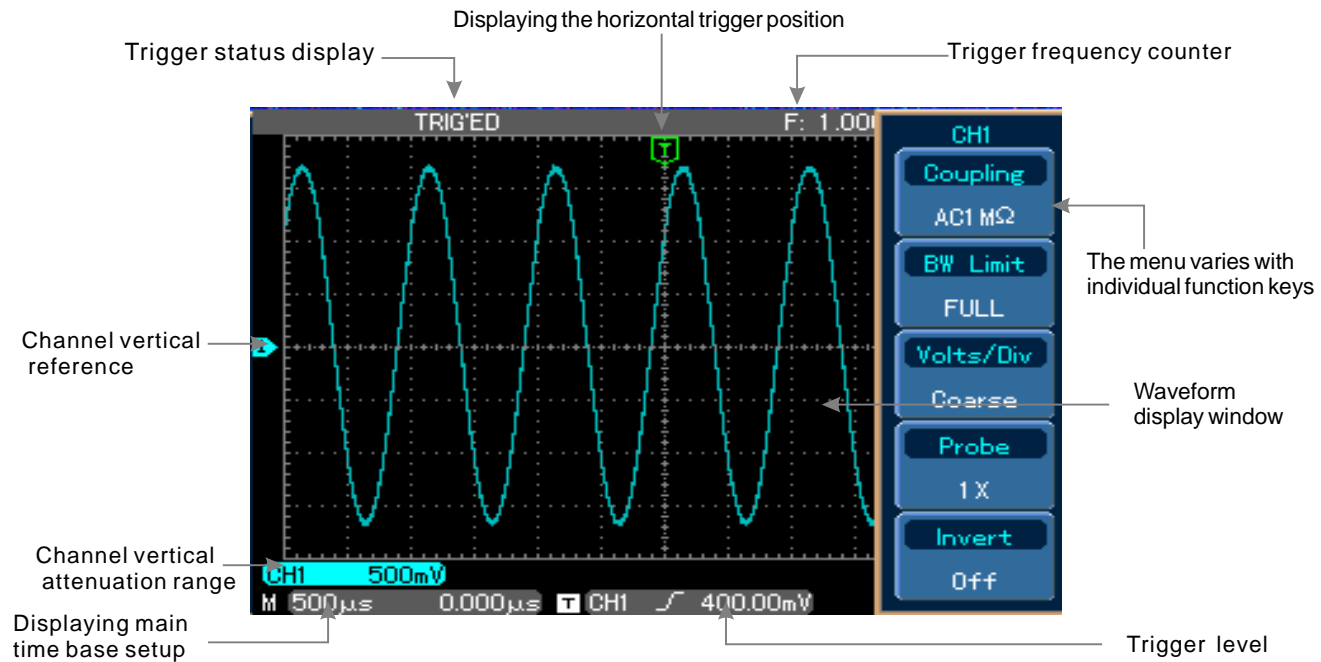 Displaying the horizontal trigger position
Trigger status display
Trigger frequency counter
TRIG'ED
F: 1.000
CH1
Coupling
AC1 MΩ
BW Limit
FULL
The menu varies with
individual function keys
Volts/Div
Coarse
Channel vertical
reference
Waveform
display window
Probe
1 X
Invert
Off
Channel vertical
attenuation range
CH1 500mV
M 500µs 0.000µs T CH1 400.00mV
T
Displaying main
time base setup
Trigger level